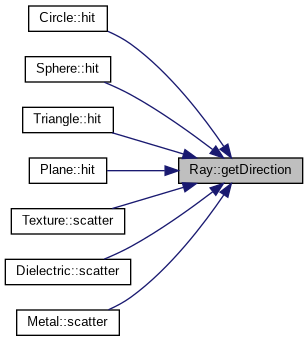 Circle::hit
Sphere::hit
Triangle::hit
Plane::hit
Ray::getDirection
Texture::scatter
Dielectric::scatter
Metal::scatter